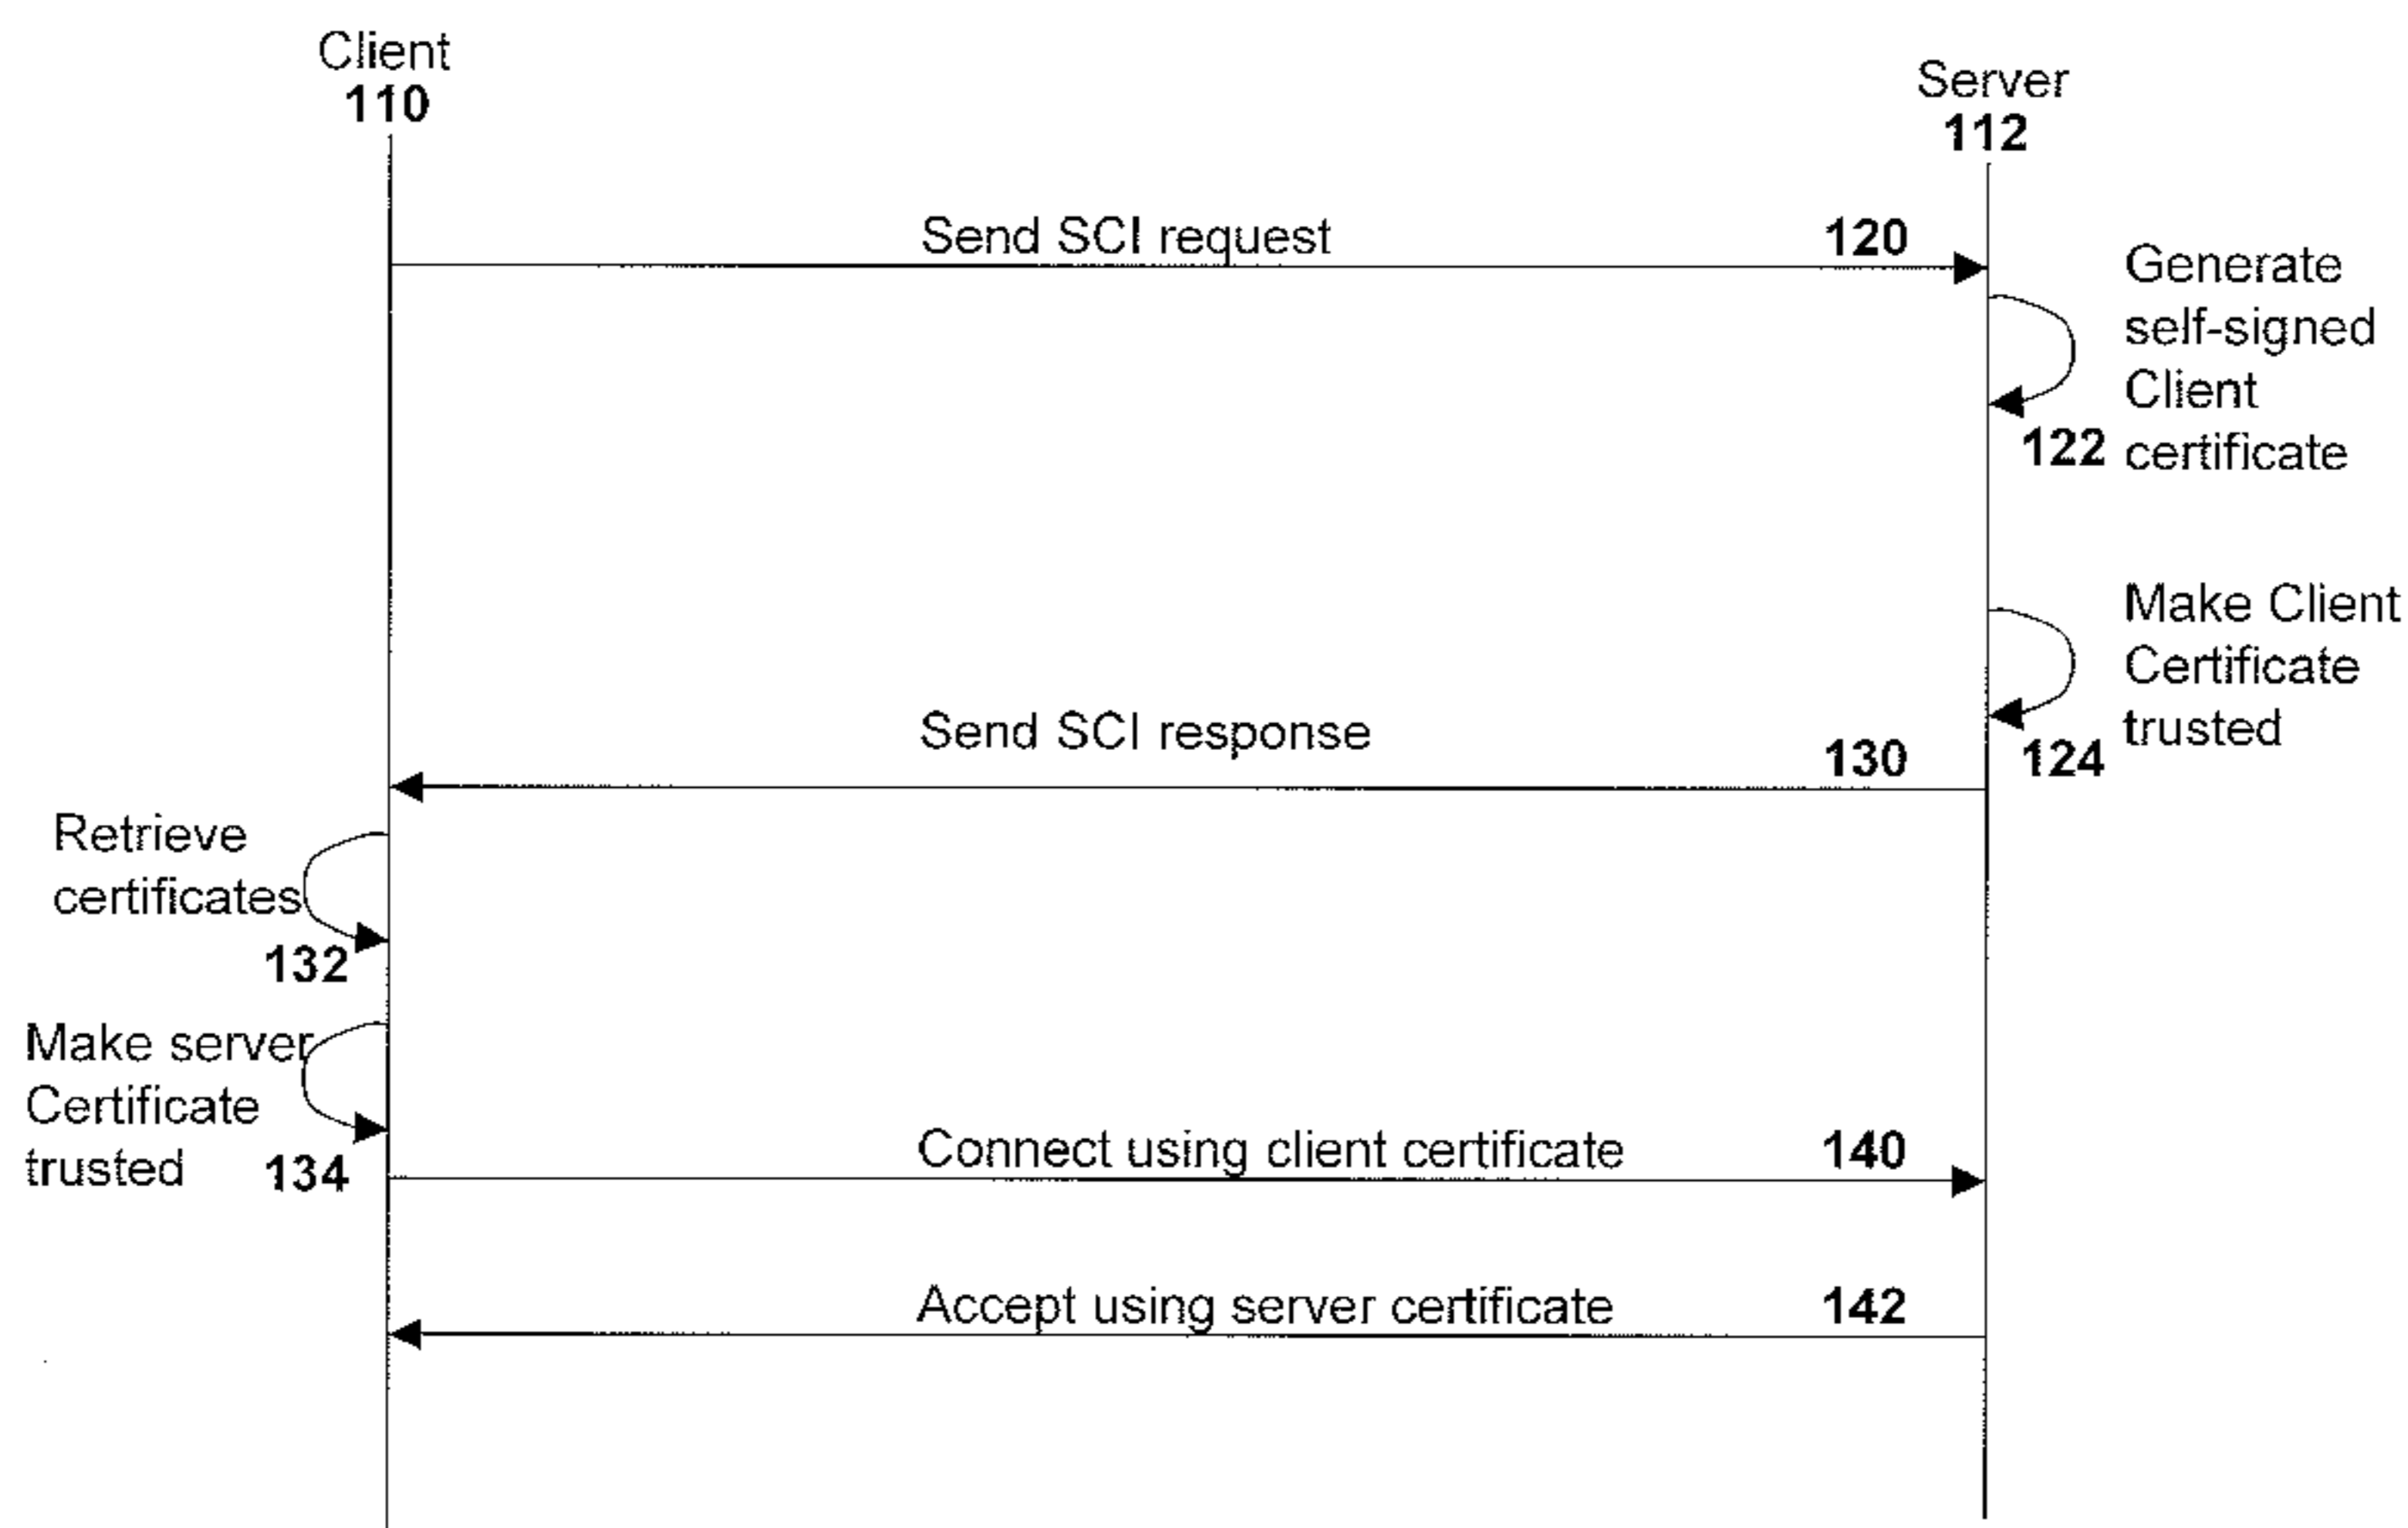 Client
110
Server
112
Send SCI request
120
Generate
self-signed
Client
122 certificate
Make Client
Certificate
trusted
124
Send SCI response
130
Retrieve
certificates
132
Make server
Certificate
trusted
134
Connect using client certificate
140
Accept using server certificate
142